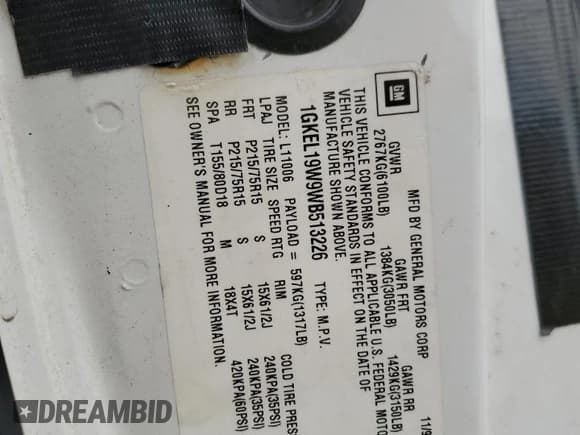 GM
MFD BY GENERAL MOTORS CORP 11/9
GVWR GAWR FRT GAWR RR
2767KG(6100LB) 1384KG(3050LB) 1429KG(3150LB)
THIS VEHICLE CONFORMS TO ALL APPLICABLE U.S. FEDERAL MOTO
VEHICLE SAFETY STANDARDS IN EFFECT ON THE DATE OF
MANUFACTURE SHOWN ABOVE.
1GKEL19W9WB513226 TYPE: M.P.V.
MODEL: L11006 PAYLOAD = 597KG(1317LB)
LPAJ TIRE SIZE SPEED RTG RIM COLD TIRE PRES
FRT P215/75R15 S 15X61/2J 240KPA(35PSI)
RR P215/75R15 S 15X61/2J 240KPA(35PSI)
SPA T155/80D18 M 18X4T 420KPA(60PSI)
SEE OWNER'S MANUAL FOR MORE INFORMATION.
DREAMBID